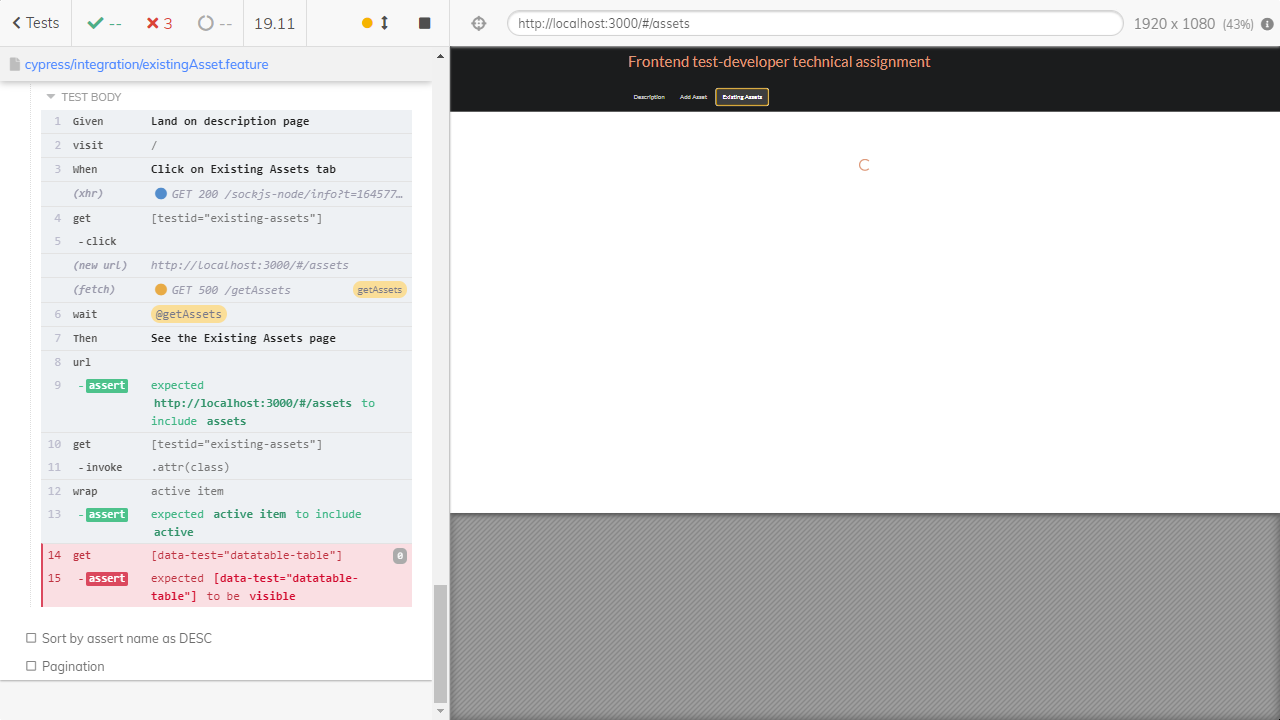 Tests
--
3
--
19.11
http://localhost:3000/#/assets
1920 x 1080 (43%)
cypress/integration/existingAsset.feature
TEST BODY
1 Given Land on description page
2 visit /
3 When Click on Existing Assets tab
(xhr) GET 200 /sockjs-node/info?t=164577…
4 get [testid="existing-assets"]
5 -click
(new url) http://localhost:3000/#/assets
(fetch) GET 500 /getAssets getAssets
6 wait @getAssets
7 Then See the Existing Assets page
8 url
9 -assert expected
http://localhost:3000/#/assets to
include assets
10 get [testid="existing-assets"]
11 -invoke .attr(class)
12 wrap active item
13 -assert expected active item to include
active
14 get [data-test="datatable-table"] 0
15 -assert expected [data-test="datatable-
table"] to be visible
Sort by assert name as DESC
Pagination
Frontend test-developer technical assignment
Description Add Asset Existing Assets